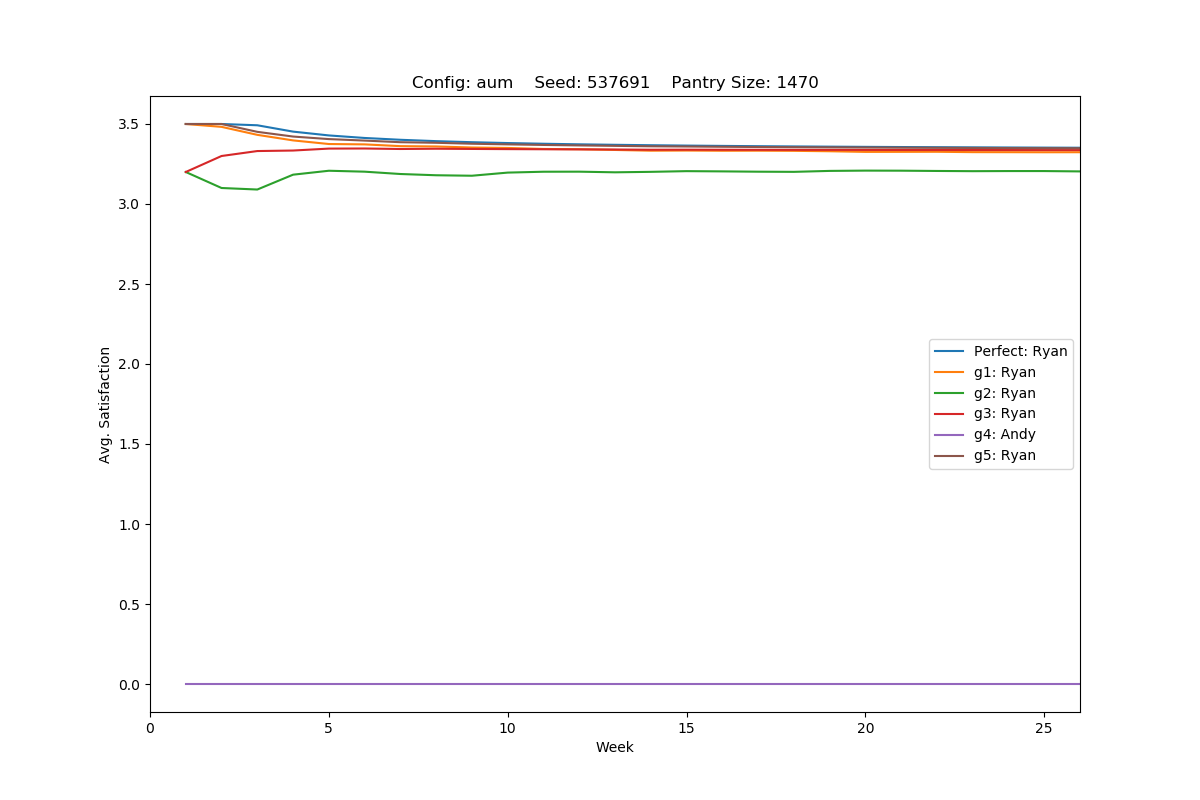 Config: aum    Seed: 537691    Pantry Size: 1470
3.5
3.0
2.5
2.0
1.5
1.0
0.5
0.0
Avg. Satisfaction
Perfect: Ryan
g1: Ryan
g2: Ryan
g3: Ryan
g4: Andy
g5: Ryan
0 5 10 15 20 25
Week